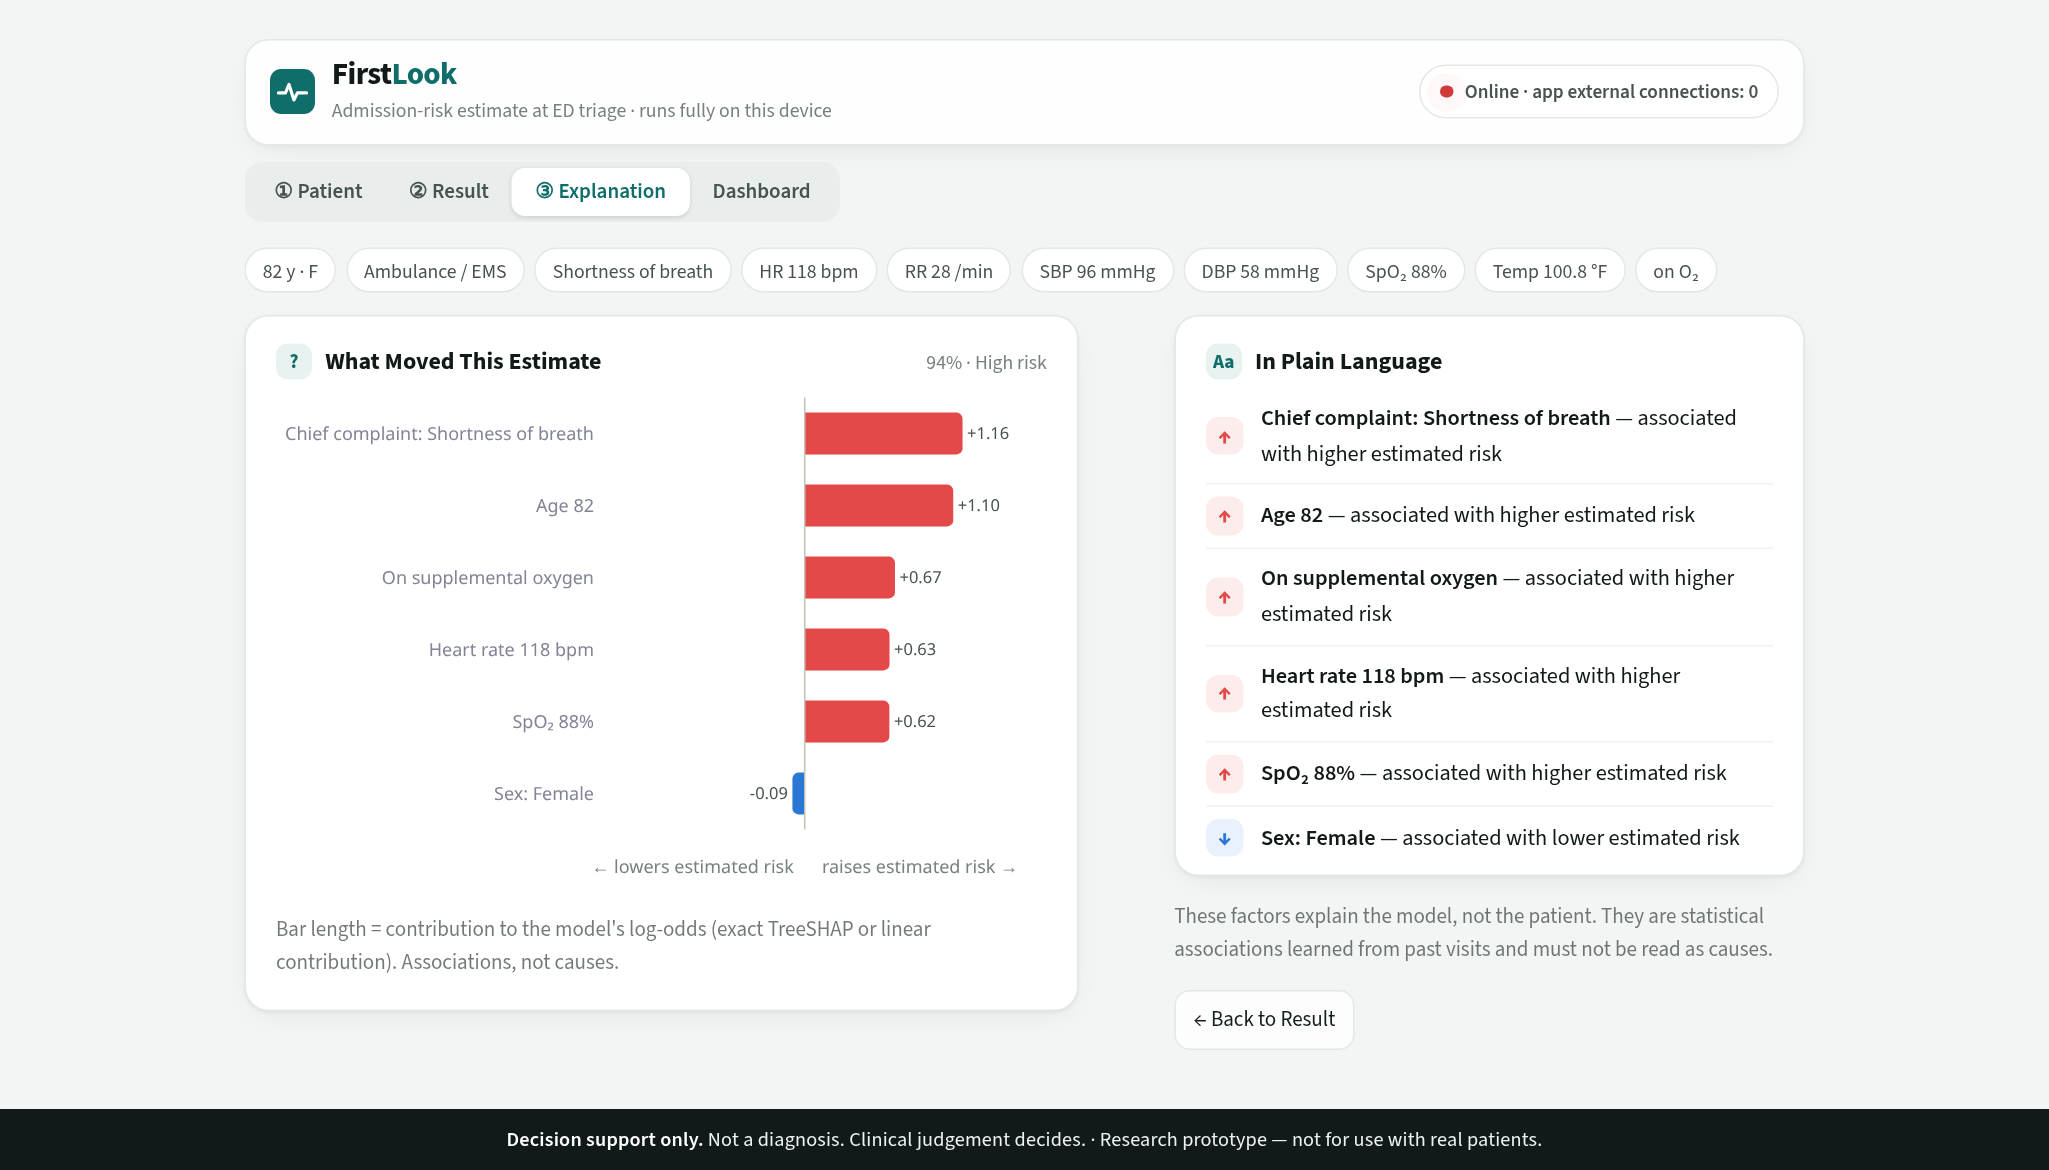 FirstLook
Admission-risk estimate at ED triage · runs fully on this device
Online · app external connections: 0
① Patient
② Result
③ Explanation
Dashboard
82 y · F
Ambulance / EMS
Shortness of breath
HR 118 bpm
RR 28 /min
SBP 96 mmHg
DBP 58 mmHg
SpO₂ 88%
Temp 100.8 °F
on O₂
? What Moved This Estimate
94% · High risk
Chief complaint: Shortness of breath +1.16
Age 82 +1.10
On supplemental oxygen +0.67
Heart rate 118 bpm +0.63
SpO₂ 88% +0.62
Sex: Female -0.09
← lowers estimated risk raises estimated risk →
Bar length = contribution to the model's log-odds (exact TreeSHAP or linear
contribution). Associations, not causes.
Aa In Plain Language
↑ Chief complaint: Shortness of breath — associated
with higher estimated risk
↑ Age 82 — associated with higher estimated risk
↑ On supplemental oxygen — associated with higher
estimated risk
↑ Heart rate 118 bpm — associated with higher
estimated risk
↑ SpO₂ 88% — associated with higher estimated risk
↓ Sex: Female — associated with lower estimated risk
These factors explain the model, not the patient. They are statistical
associations learned from past visits and must not be read as causes.
← Back to Result
Decision support only. Not a diagnosis. Clinical judgement decides. · Research prototype — not for use with real patients.